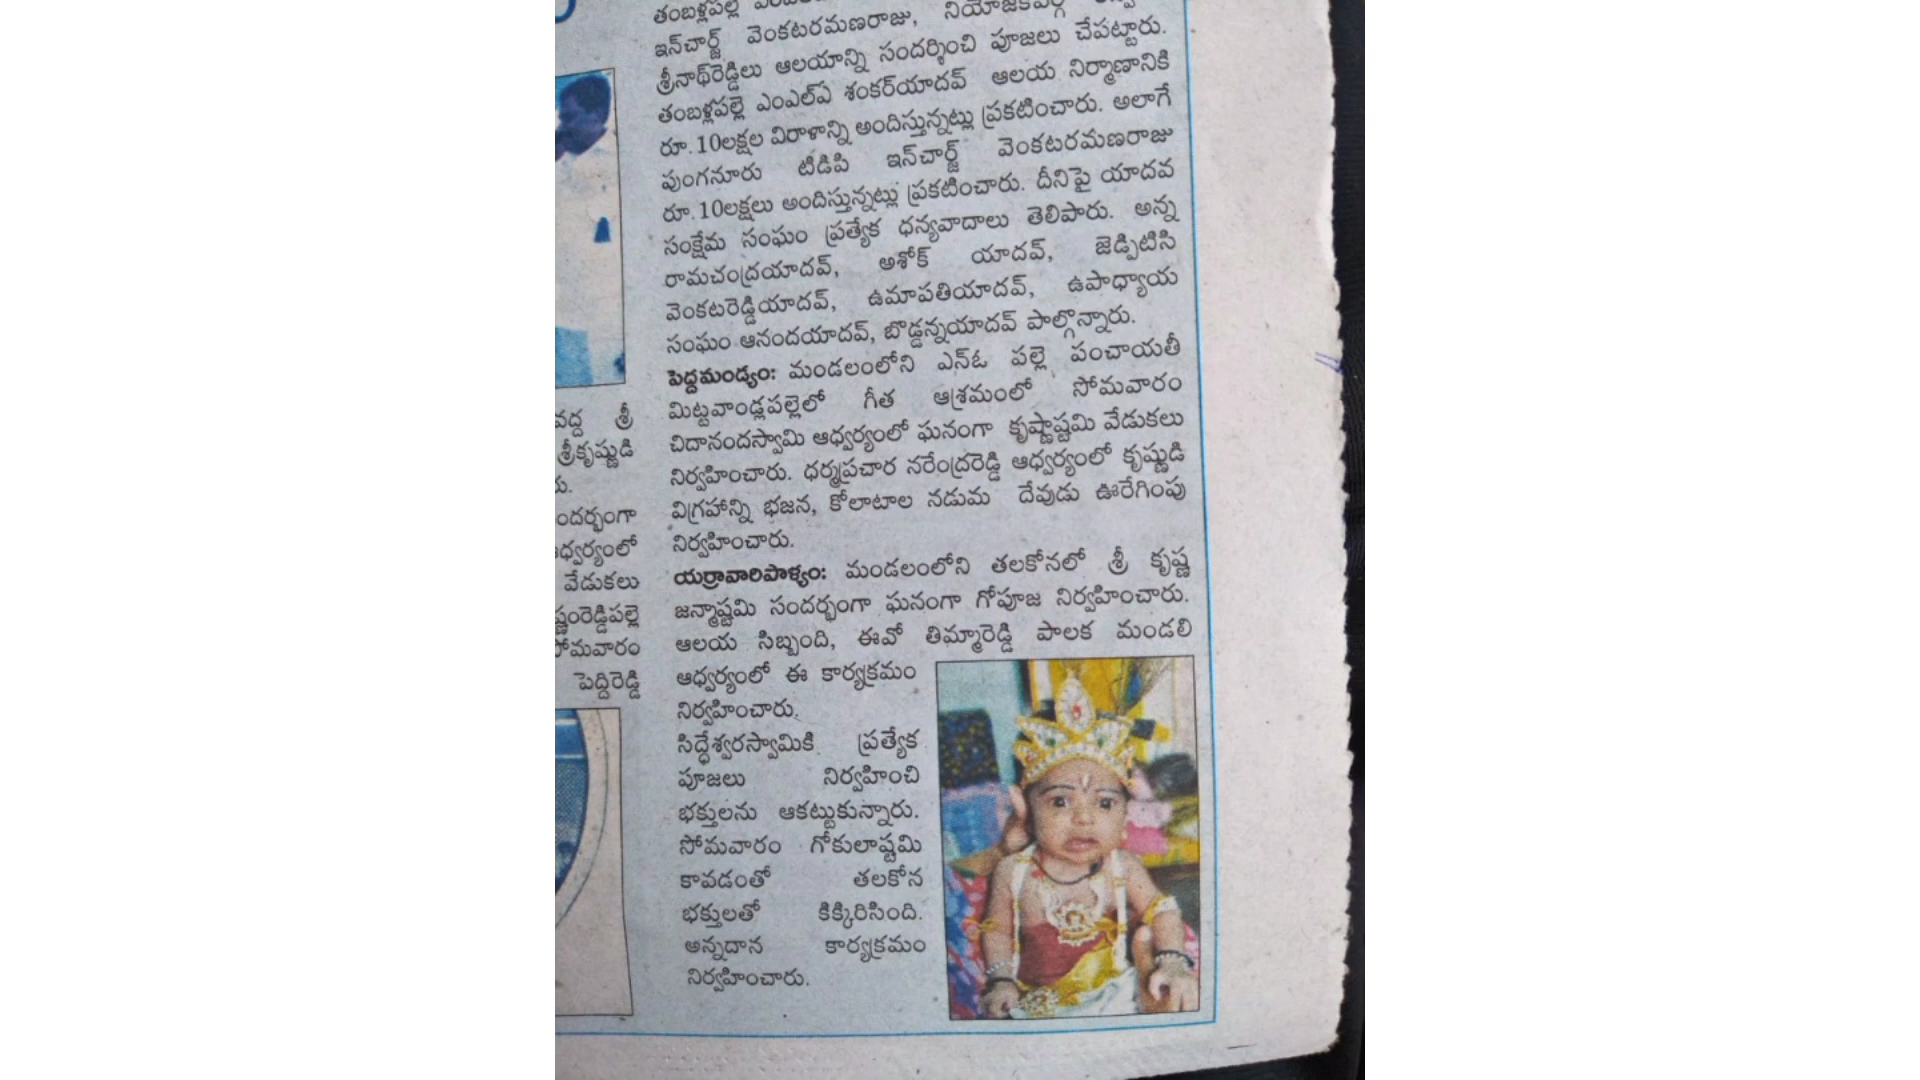 తంబళ్లపల్లె
ఇన్‌చార్జ్ వెంకటరమణరాజు,
శ్రీనాథ్‌రెడ్డిలు ఆలయాన్ని సందర్శించి పూజలు చేపట్టారు.
తంబళ్లపల్లె ఎంఎల్ఏ శంకర్‌యాదవ్ ఆలయ నిర్మాణానికి
రూ.10లక్షల విరాళాన్ని అందిస్తున్నట్లు ప్రకటించారు. అలాగే
పుంగనూరు టిడిపి ఇన్‌చార్జ్ వెంకటరమణరాజు
రూ.10లక్షలు అందిస్తున్నట్లు ప్రకటించారు. దీనిపై యాదవ
సంక్షేమ సంఘం ప్రత్యేక ధన్యవాదాలు తెలిపారు. అన్న
రామచంద్రయాదవ్, అశోక్ యాదవ్, జెడ్పిటిసి
వెంకటరెడ్డియాదవ్, ఉమాపతియాదవ్, ఉపాధ్యాయ
సంఘం ఆనందయాదవ్, బొడ్డన్నయాదవ్ పాల్గొన్నారు.
పెద్దమండ్యం: మండలంలోని ఎన్ఓ పల్లె పంచాయతీ
మిట్టవాండ్లపల్లెలో గీత ఆశ్రమంలో సోమవారం
చిదానందస్వామి ఆధ్వర్యంలో ఘనంగా కృష్ణాష్టమి వేడుకలు
నిర్వహించారు. ధర్మప్రచార నరేంద్రరెడ్డి ఆధ్వర్యంలో కృష్ణుడి
విగ్రహాన్ని భజన, కోలాటాల నడుమ దేవుడు ఊరేగింపు
నిర్వహించారు.
యర్రావారిపాళ్యం: మండలంలోని తలకోనలో శ్రీ కృష్ణ
జన్మాష్టమి సందర్భంగా ఘనంగా గోపూజ నిర్వహించారు.
ఆలయ సిబ్బంది, ఈవో తిమ్మారెడ్డి పాలక మండలి
ఆధ్వర్యంలో ఈ కార్యక్రమం
నిర్వహించారు.
సిద్ధేశ్వరస్వామికి ప్రత్యేక
పూజలు నిర్వహించి
భక్తులను ఆకట్టుకున్నారు.
సోమవారం గోకులాష్టమి
కావడంతో తలకోన
భక్తులతో కిక్కిరిసింది.
అన్నదాన కార్యక్రమం
నిర్వహించారు.
శ్రీ
శ్రీకృష్ణుడి
వేడుకలు
పెద్దిరెడ్డి